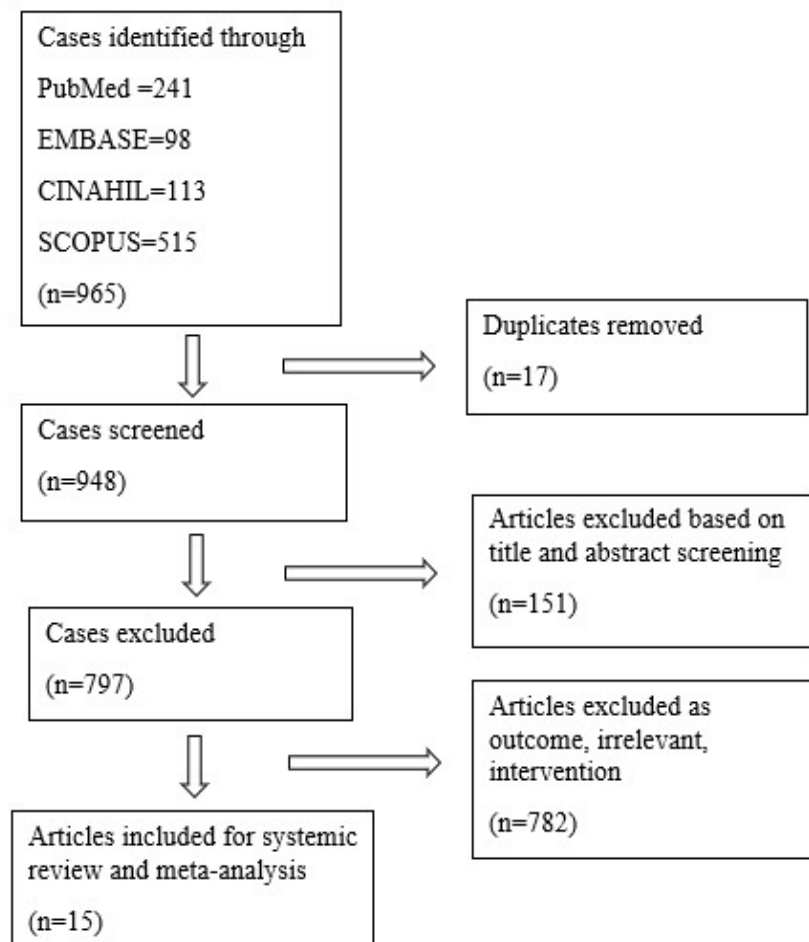 Cases identified through
PubMed =241
EMBASE=98
CINAHIL=113
SCOPUS=515
(n=965)
Duplicates removed
(n=17)
Cases screened
(n=948)
Articles excluded based on
title and abstract screening
(n=151)
Cases excluded
(n=797)
Articles excluded as
outcome, irrelevant,
intervention
(n=782)
Articles included for systemic
review and meta-analysis
(n=15)